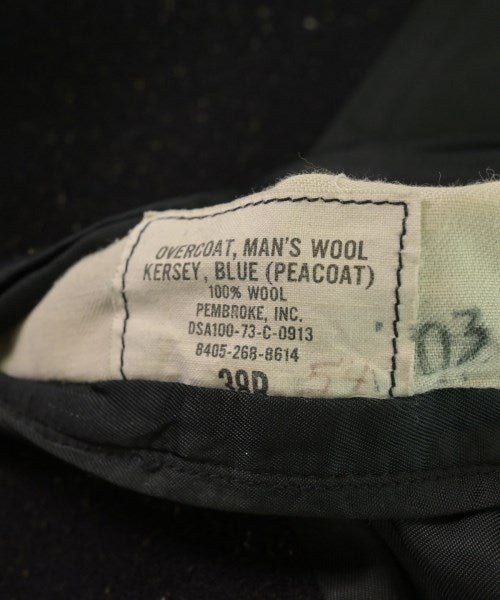 OVERCOAT, MAN'S WOOL
KERSEY, BLUE (PEACOAT)
100% WOOL
PEMBROKE, INC.
DSA100-73-C-0913
8405-268-8614
39R
03